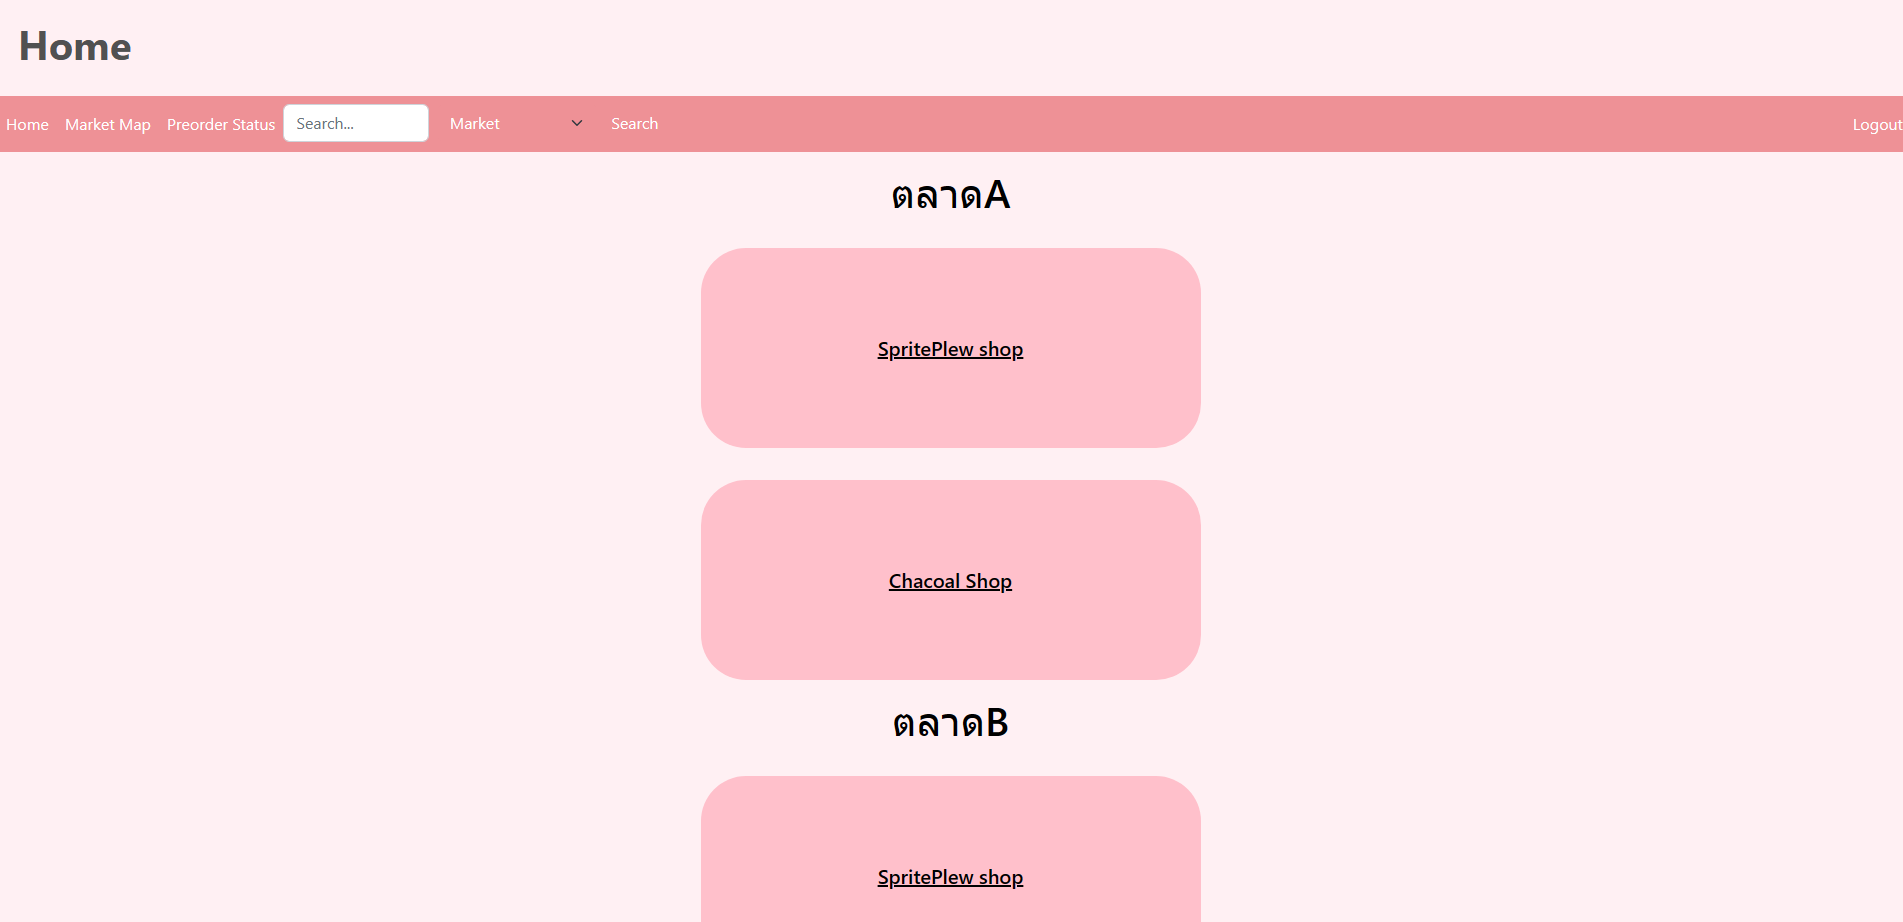 Home
Home Market Map Preorder Status Search... Market Search Logout
ตลาดA
SpritePlew shop
Chacoal Shop
ตลาดB
SpritePlew shop